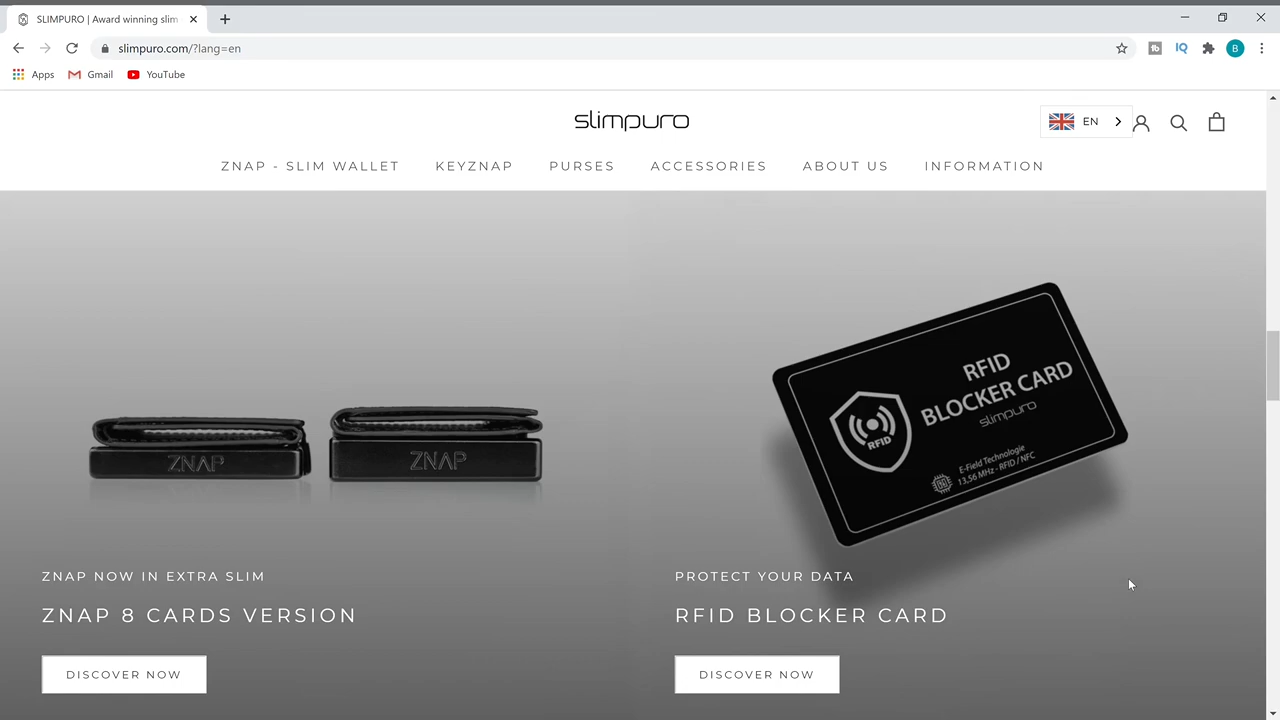 SLIMPURO | Award winning slim
slimpuro.com/?lang=en
Apps
Gmail
YouTube
IQ
B
slimpuro
EN
ZNAP - SLIM WALLET
KEYZNAP
PURSES
ACCESSORIES
ABOUT US
INFORMATION
ZNAP
ZNAP
RFID
BLOCKER CARD
slimpuro
RFID
E-Field Technologie
13,56 MHz - RFID / NFC
ZNAP NOW IN EXTRA SLIM
ZNAP 8 CARDS VERSION
DISCOVER NOW
PROTECT YOUR DATA
RFID BLOCKER CARD
DISCOVER NOW